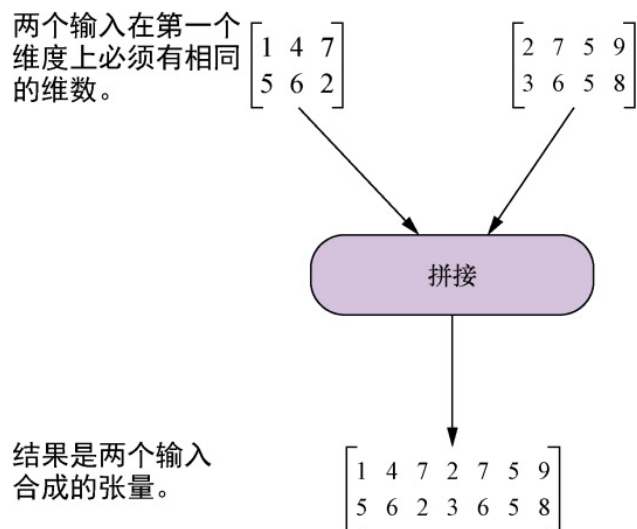 两个输入在第一个
维度上必须有相同
的维数。
1 4 7
5 6 2
2 7 5 9
3 6 5 8
拼接
结果是两个输入
合成的张量。
1 4 7 2 7 5 9
5 6 2 3 6 5 8